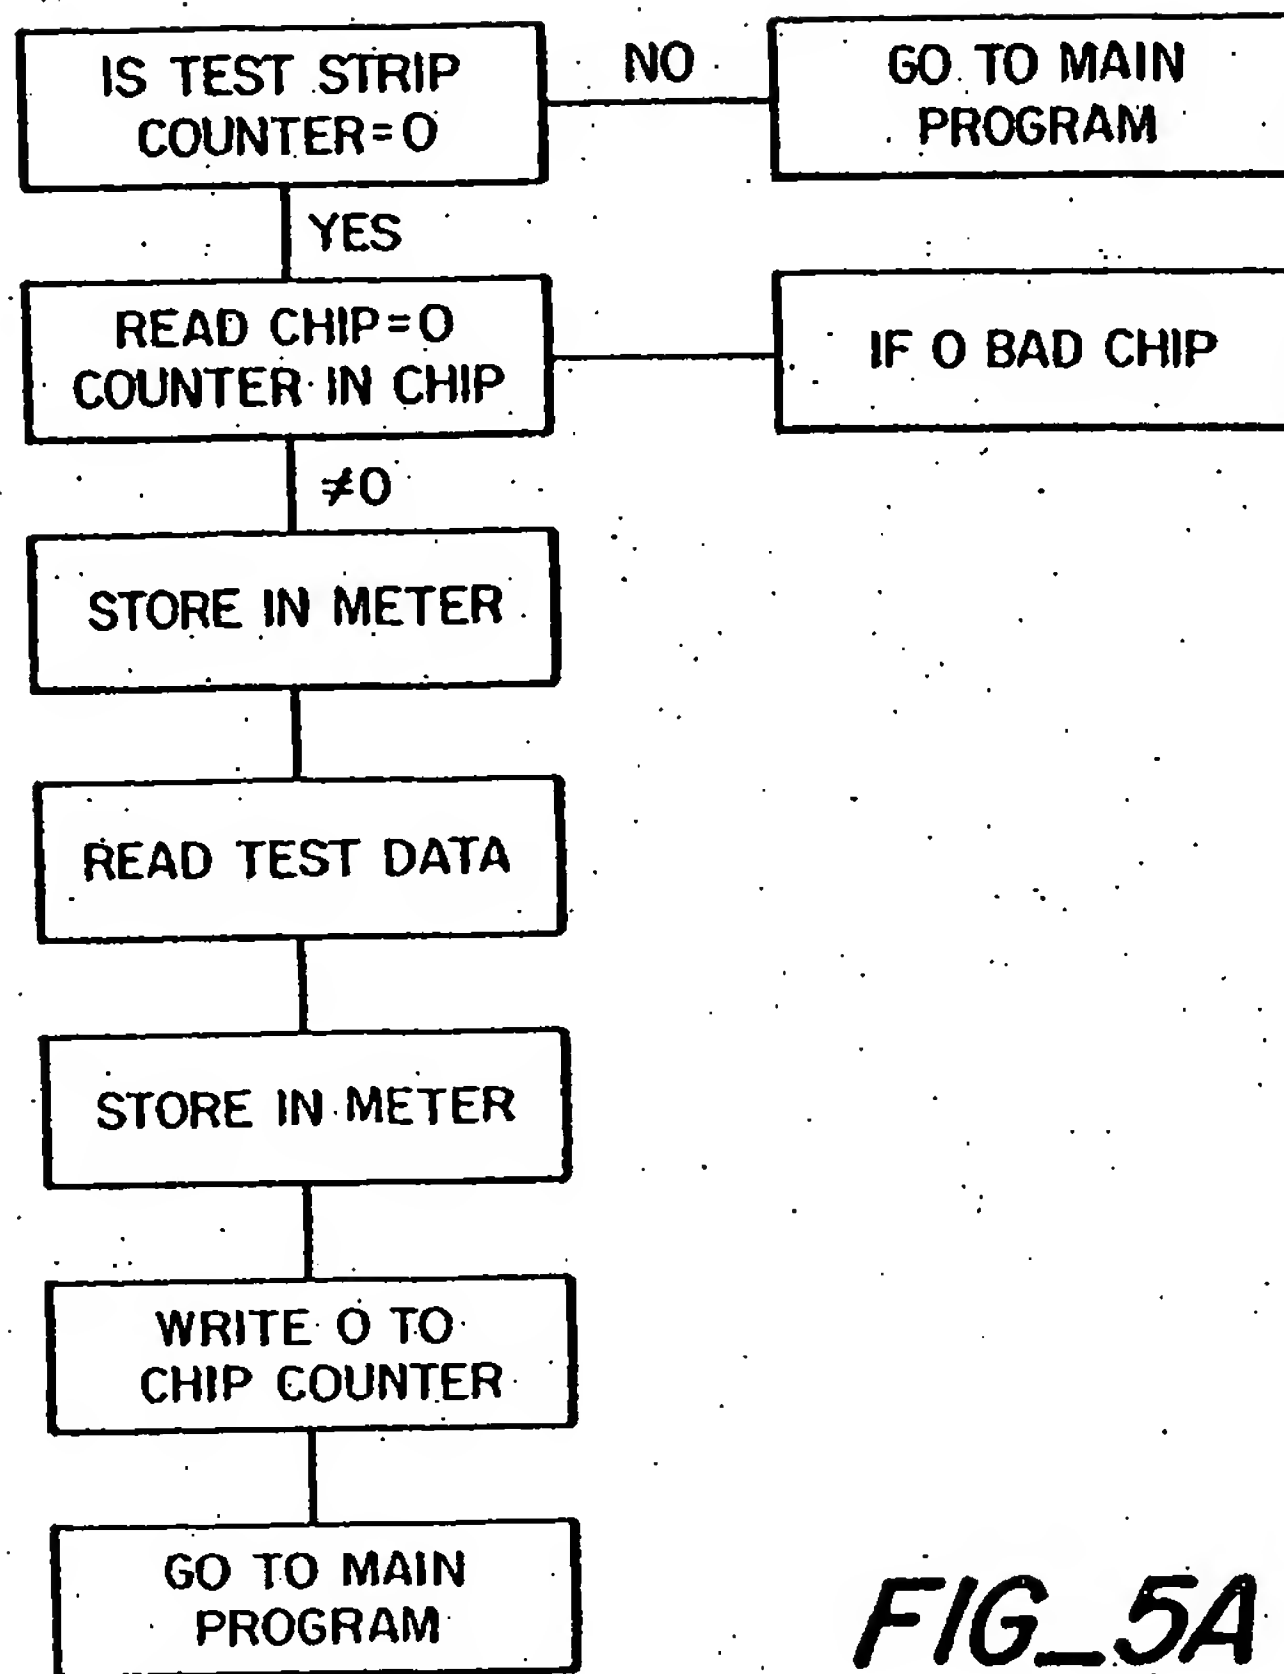 IS TEST STRIP
COUNTER=0
NO
GO TO MAIN
PROGRAM
YES
READ CHIP=0
COUNTER IN CHIP
IF 0 BAD CHIP
≠0
STORE IN METER
READ TEST DATA
STORE IN METER
WRITE 0 TO
CHIP COUNTER
GO TO MAIN
PROGRAM
FIG_5A